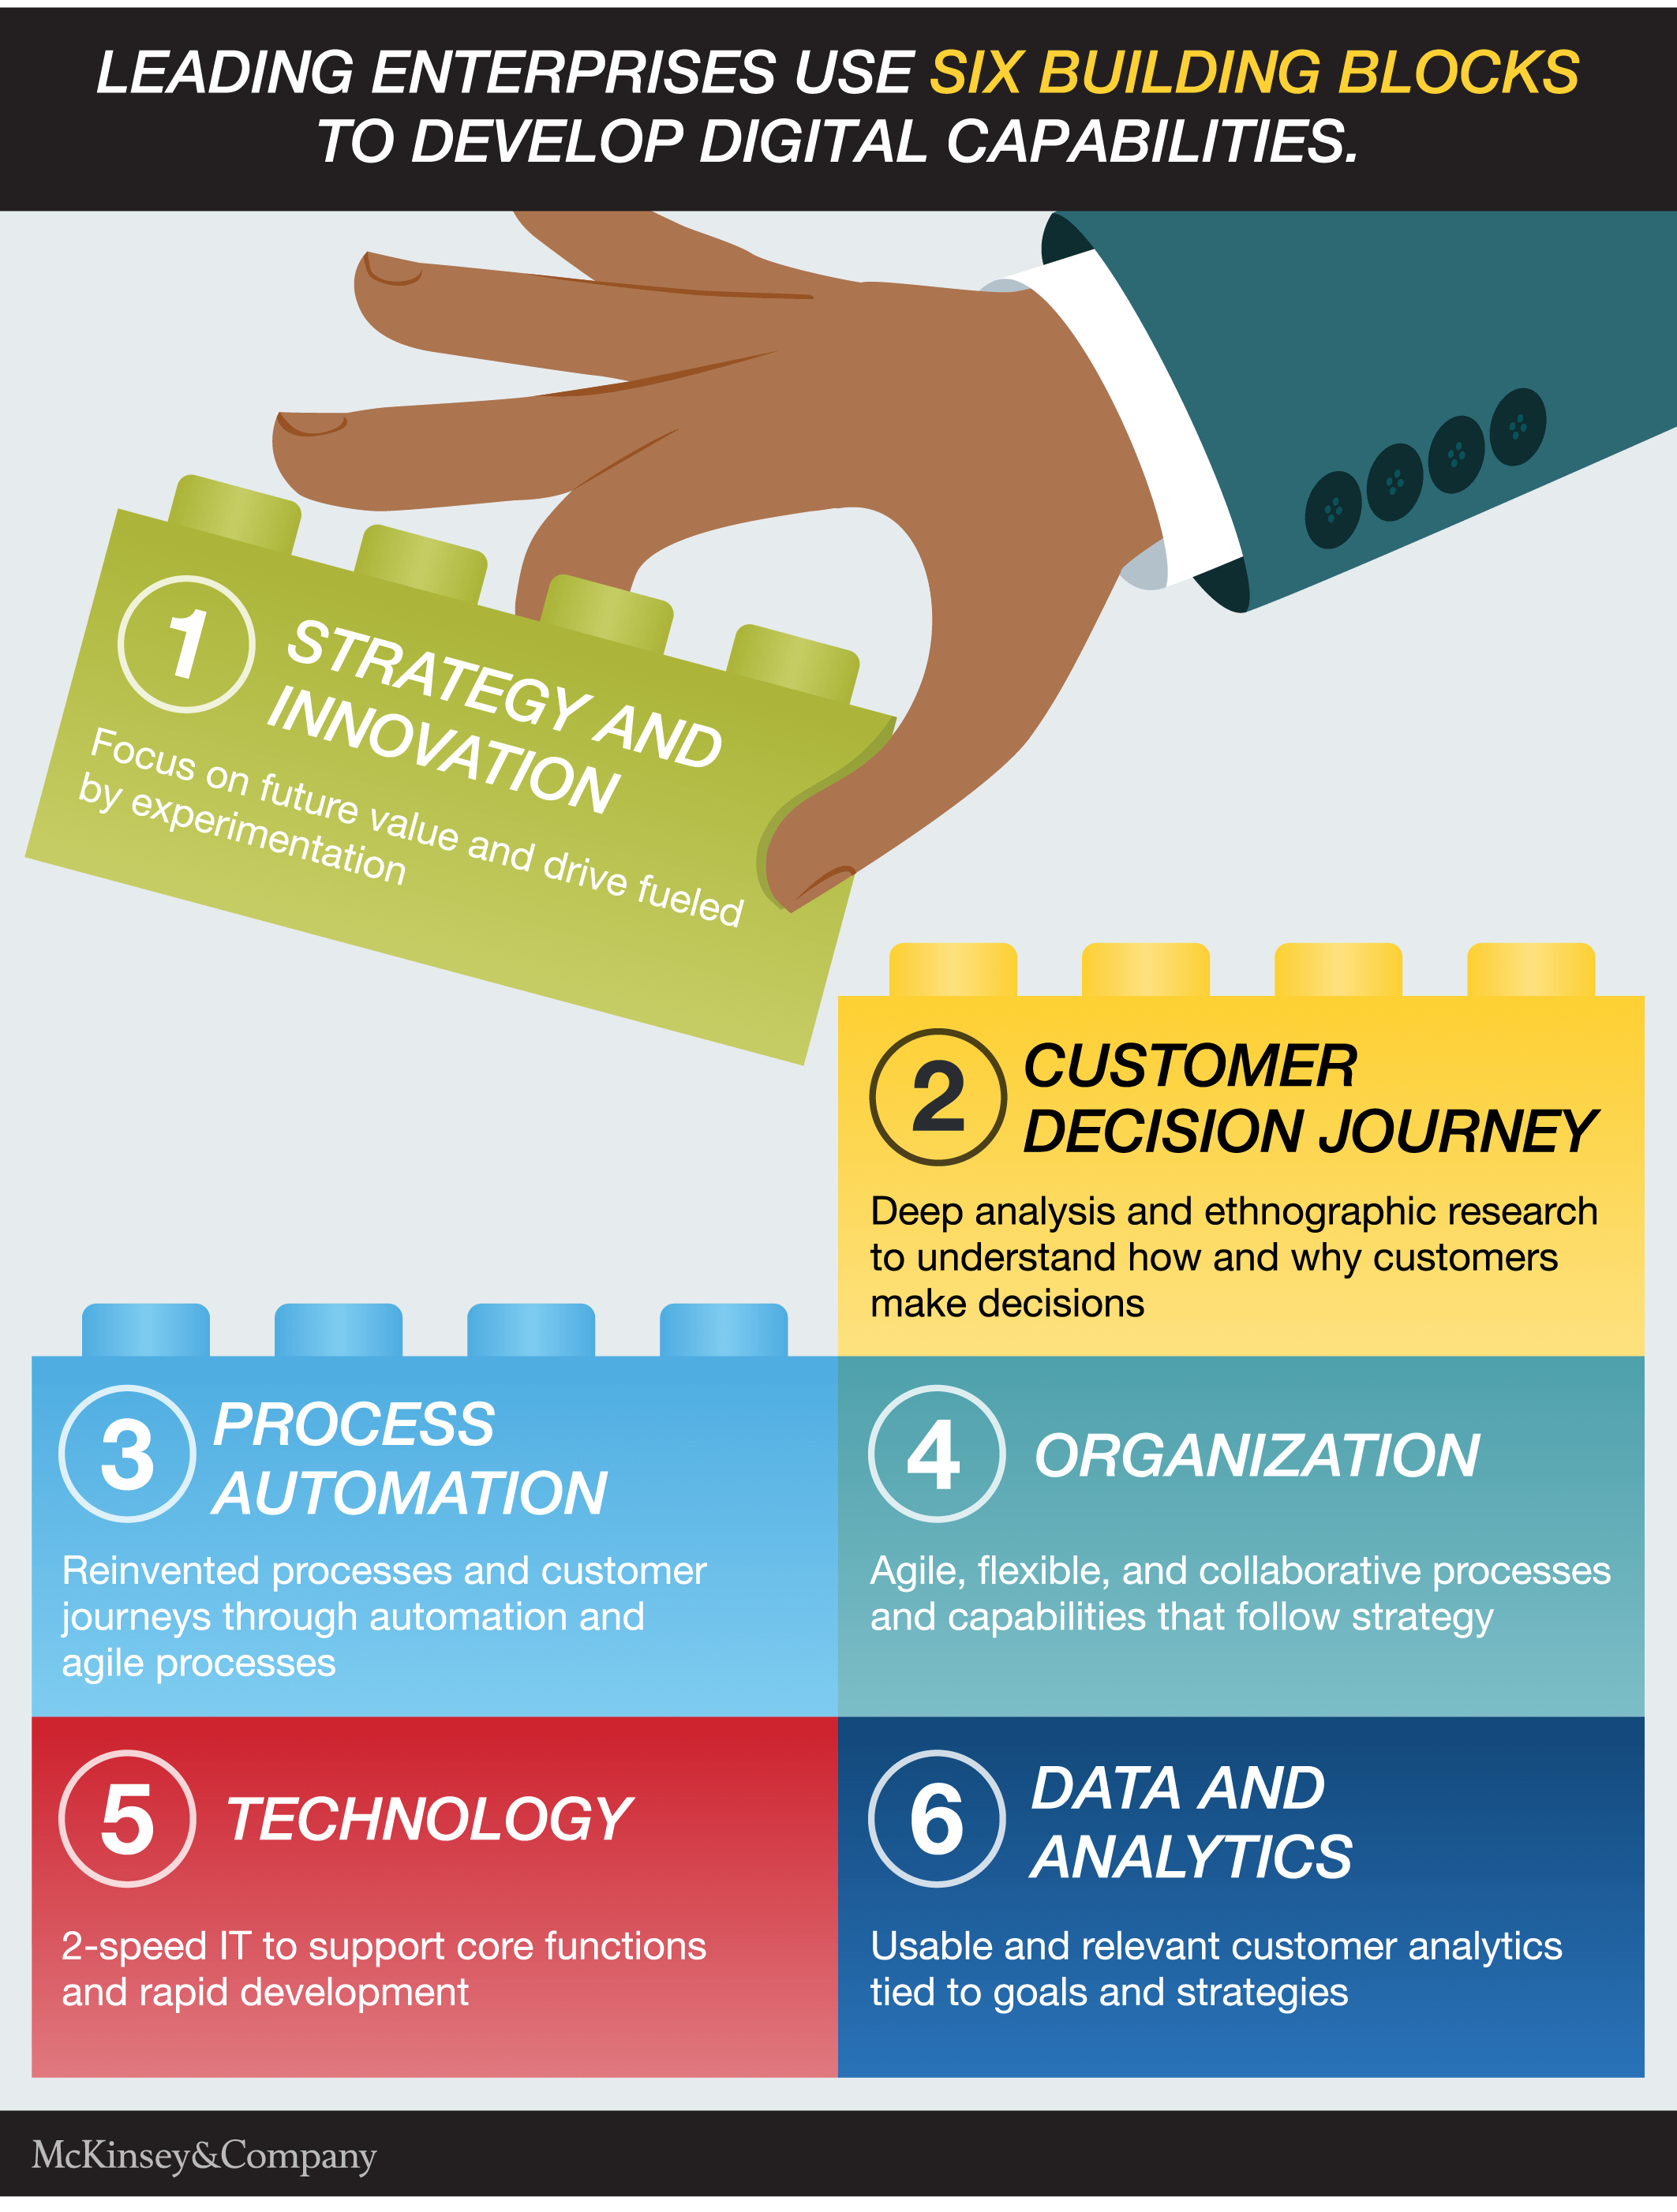 LEADING ENTERPRISES USE SIX BUILDING BLOCKS
TO DEVELOP DIGITAL CAPABILITIES.
1
STRATEGY AND
INNOVATION
Focus on future value and drive fueled
by experimentation
2
CUSTOMER
DECISION JOURNEY
Deep analysis and ethnographic research
to understand how and why customers
make decisions
3
PROCESS
AUTOMATION
Reinvented processes and customer
journeys through automation and
agile processes
4
ORGANIZATION
Agile, flexible, and collaborative processes
and capabilities that follow strategy
5
TECHNOLOGY
2-speed IT to support core functions
and rapid development
6
DATA AND
ANALYTICS
Usable and relevant customer analytics
tied to goals and strategies
McKinsey&Company